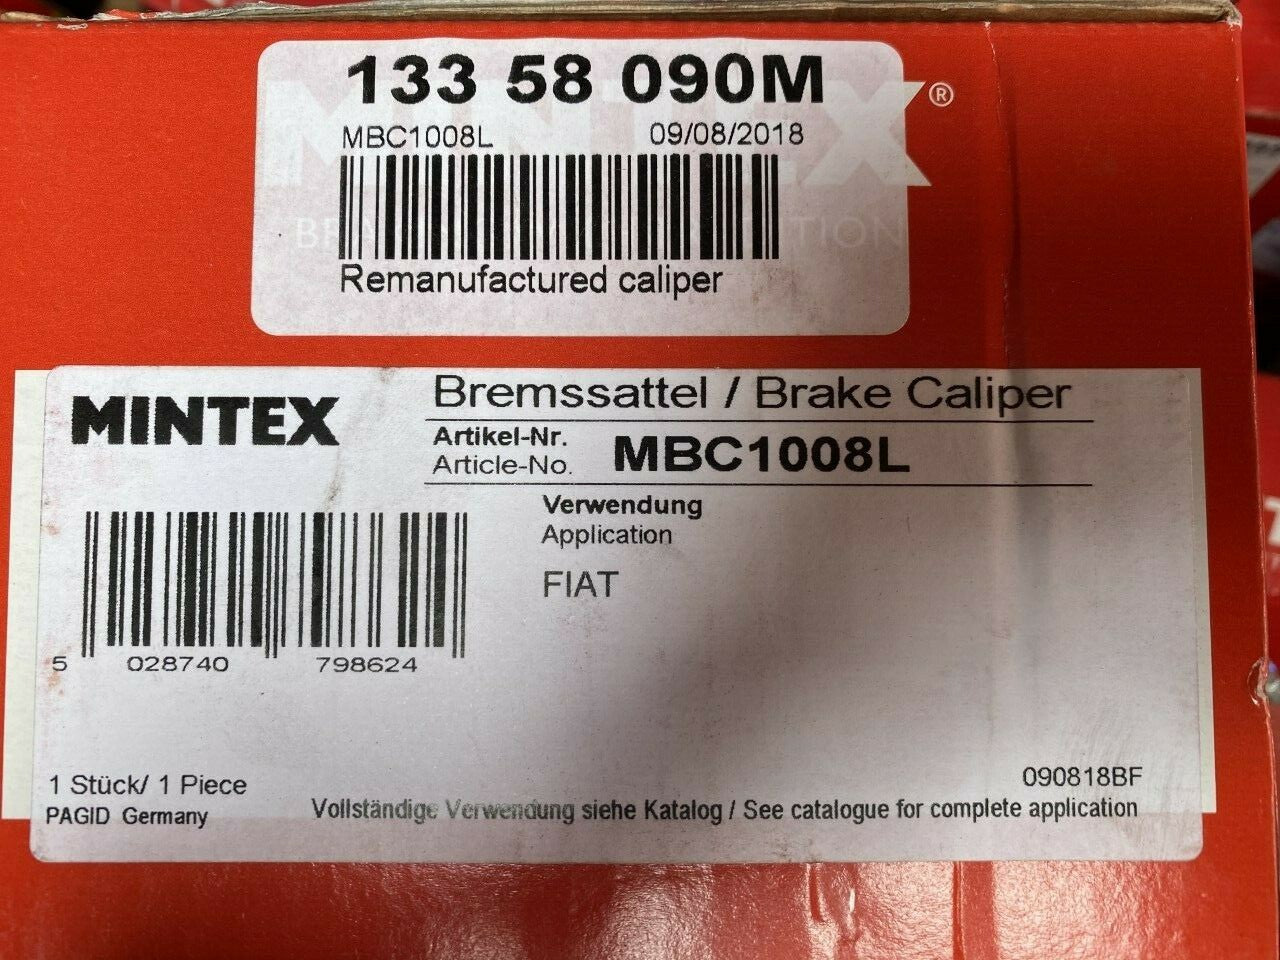 133 58 090M
MINTEX®
MBC1008L 09/08/2018
Remanufactured caliper
MINTEX
Bremssattel / Brake Caliper
Artikel-Nr.
Article-No. MBC1008L
Verwendung
Application
FIAT
5 028740 798624
1 Stück/ 1 Piece
090818BF
PAGID Germany
Vollständige Verwendung siehe Katalog / See catalogue for complete application